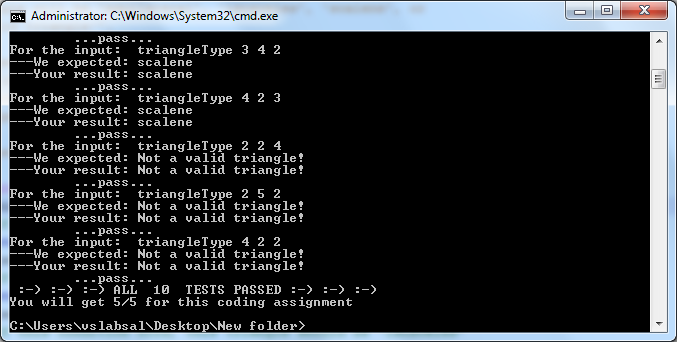 Administrator: C:\Windows\System32\cmd.exe
...pass...
For the input:  triangleType 3 4 2
---We expected: scalene
---Your result: scalene
...pass...
For the input:  triangleType 4 2 3
---We expected: scalene
---Your result: scalene
...pass...
For the input:  triangleType 2 2 4
---We expected: Not a valid triangle!
---Your result: Not a valid triangle!
...pass...
For the input:  triangleType 2 5 2
---We expected: Not a valid triangle!
---Your result: Not a valid triangle!
...pass...
For the input:  triangleType 4 2 2
---We expected: Not a valid triangle!
---Your result: Not a valid triangle!
...pass...
:-) :-) :-) ALL  10  TESTS PASSED :-) :-) :-)
You will get 5/5 for this coding assignment
C:\Users\vslabsal\Desktop\New folder>